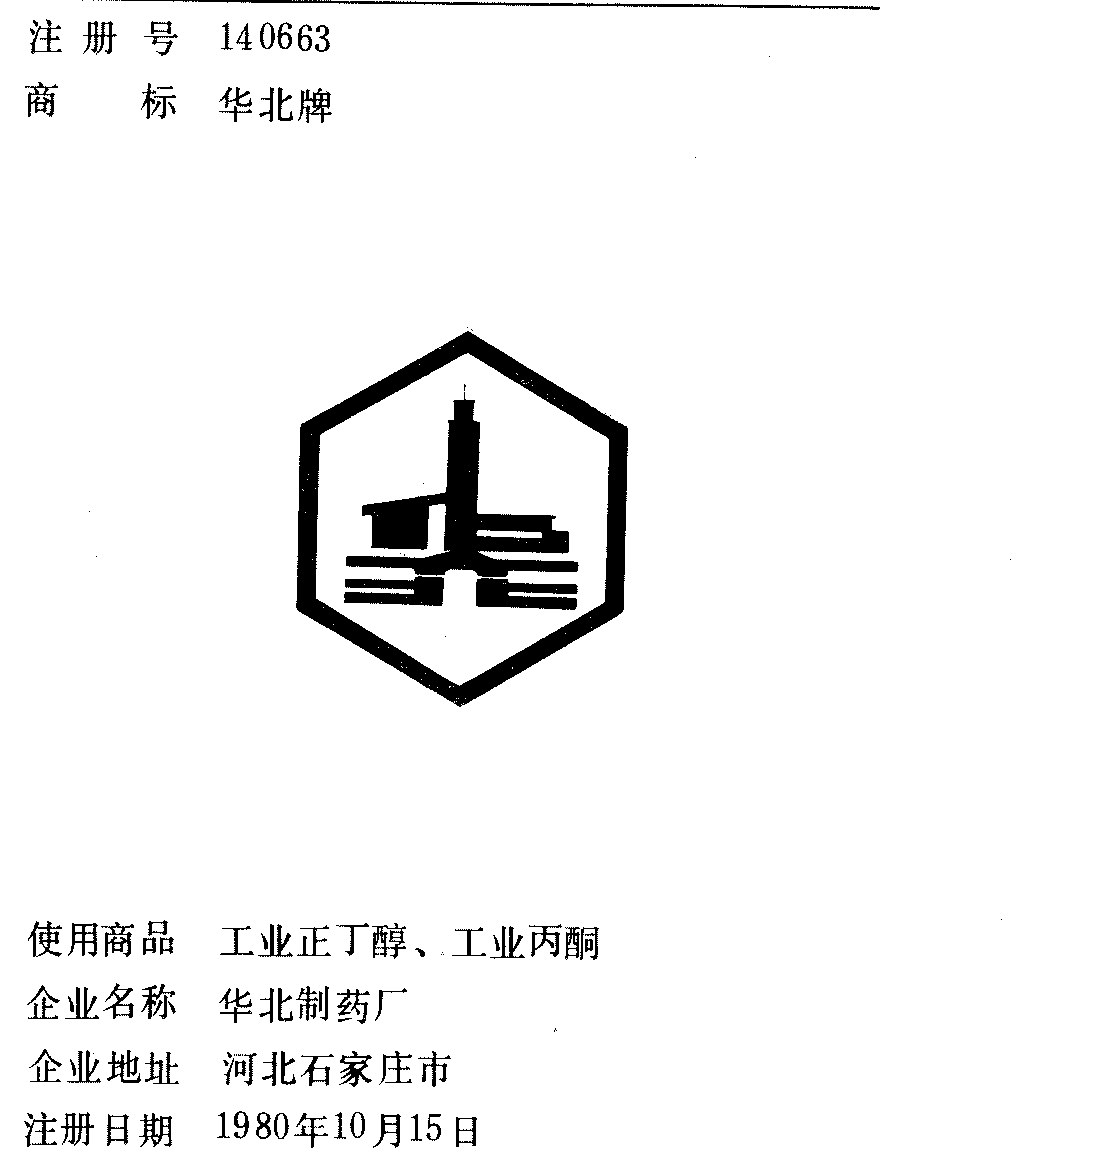 注册号 140663
商标 华北牌
使用商品 工业正丁醇、工业丙酮
企业名称 华北制药厂
企业地址 河北石家庄市
注册日期 1980年10月15日